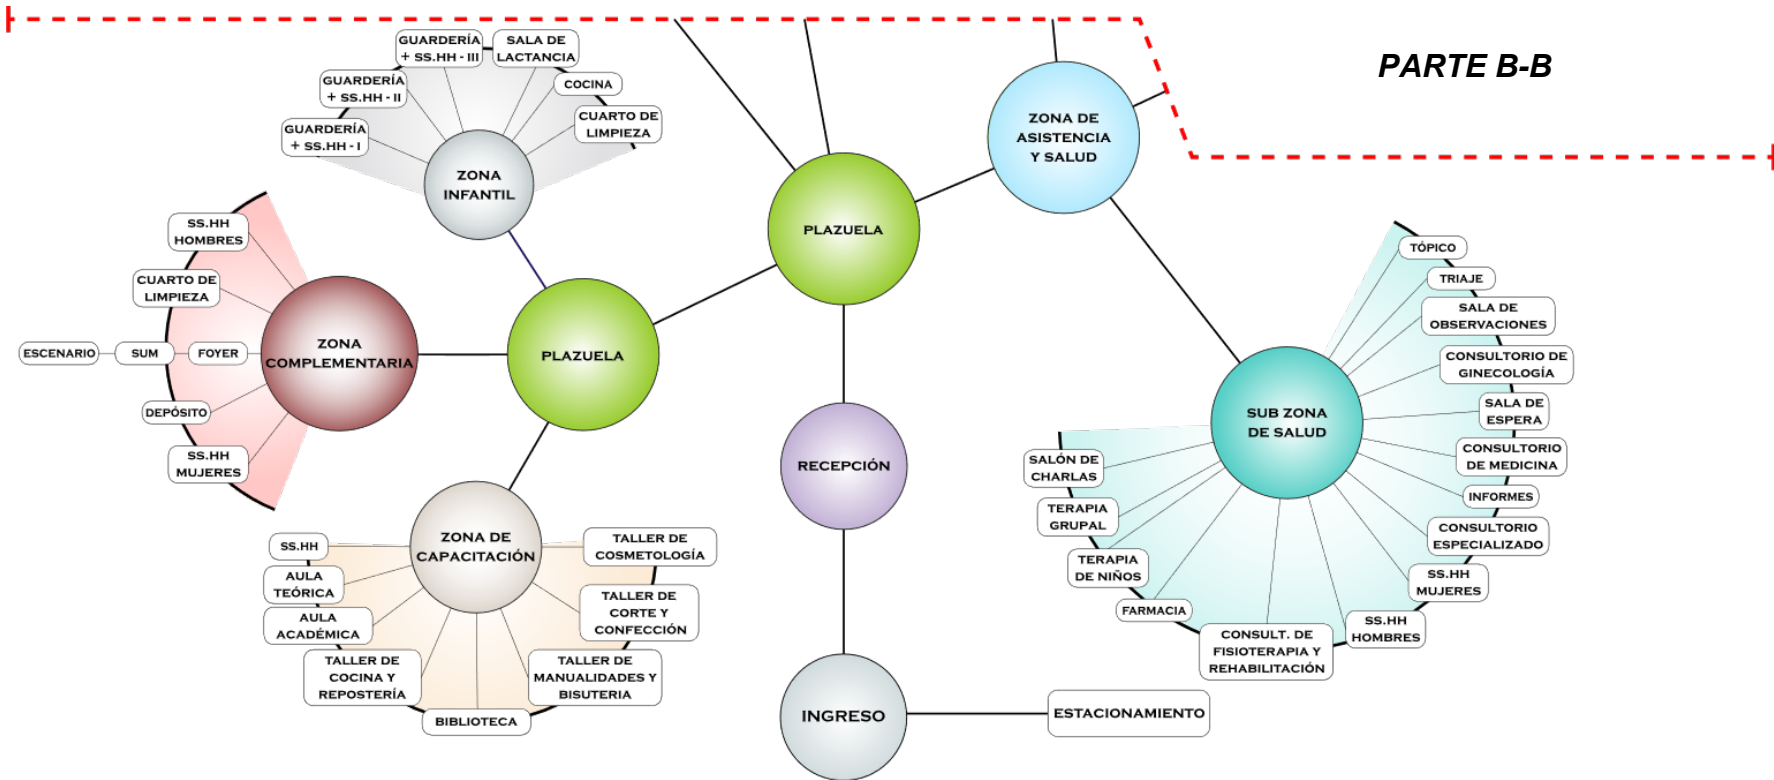 PARTE B-B
GUARDERÍA
+ SS.HH - III
SALA DE
LACTANCIA
GUARDERÍA
+ SS.HH - II
COCINA
GUARDERÍA
+ SS.HH - I
CUARTO DE
LIMPIEZA
ZONA
INFANTIL
ZONA DE
ASISTENCIA
Y SALUD
PLAZUELA
SS.HH
HOMBRES
CUARTO DE
LIMPIEZA
ESCENARIO
SUM
FOYER
ZONA
COMPLEMENTARIA
PLAZUELA
DEPÓSITO
SS.HH
MUJERES
RECEPCIÓN
ZONA DE
CAPACITACIÓN
SS.HH
AULA
TEÓRICA
AULA
ACADÉMICA
TALLER DE
COCINA Y
REPOSTERÍA
BIBLIOTECA
TALLER DE
MANUALIDADES Y
BISUTERIA
TALLER DE
CORTE Y
CONFECCIÓN
TALLER DE
COSMETOLOGÍA
INGRESO
ESTACIONAMIENTO
SUB ZONA
DE SALUD
TÓPICO
TRIAJE
SALA DE
OBSERVACIONES
CONSULTORIO DE
GINECOLOGÍA
SALA DE
ESPERA
CONSULTORIO
DE MEDICINA
INFORMES
CONSULTORIO
ESPECIALIZADO
SS.HH
MUJERES
SS.HH
HOMBRES
CONSULT. DE
FISIOTERAPIA Y
REHABILITACIÓN
FARMACIA
TERAPIA
DE NIÑOS
TERAPIA
GRUPAL
SALÓN DE
CHARLAS